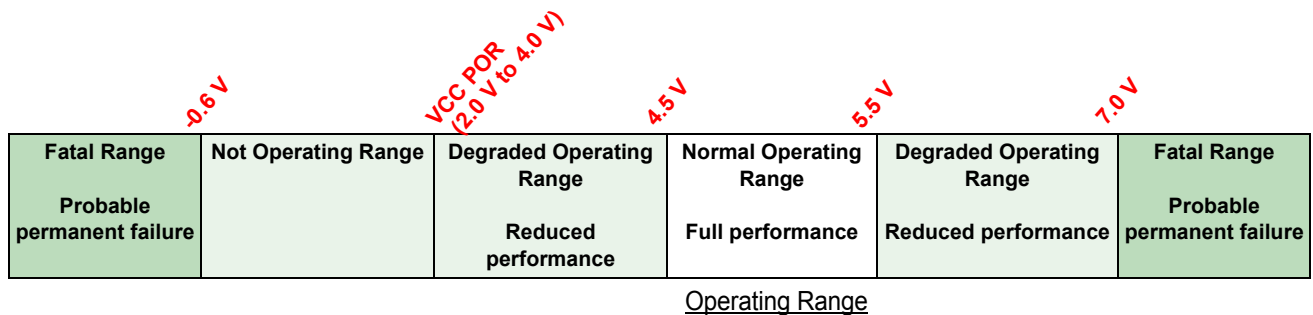 -0.6 V
VCC POR
(2.0 V to 4.0 V)
4.5 V
5.5 V
7.0 V
Fatal Range
Probable
permanent failure
Not Operating Range
Degraded Operating
Range
Reduced
performance
Normal Operating
Range
Full performance
Degraded Operating
Range
Reduced performance
Fatal Range
Probable
permanent failure
Operating Range